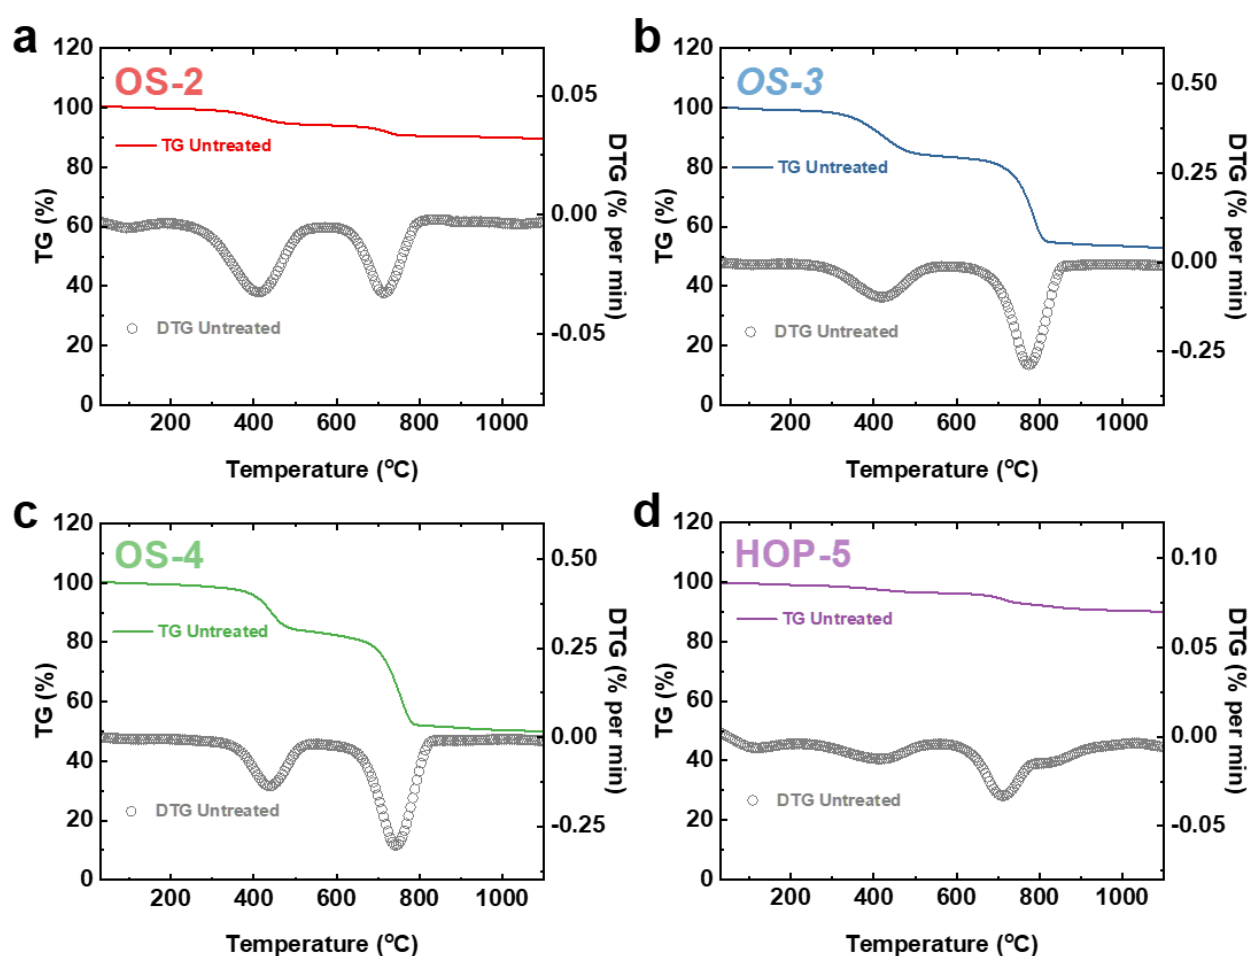 a
OS-2
120
100
80
60
40
20
0
TG (%)
TG Untreated
DTG Untreated
0.05
0.00
-0.05
DTG (% per min)
200 400 600 800 1000
Temperature (°C)
b
OS-3
120
100
80
60
40
20
0
TG (%)
TG Untreated
DTG Untreated
0.50
0.25
0.00
-0.25
DTG (% per min)
200 400 600 800 1000
Temperature (°C)
c
OS-4
120
100
80
60
40
20
0
TG (%)
TG Untreated
DTG Untreated
0.50
0.25
0.00
-0.25
DTG (% per min)
200 400 600 800 1000
Temperature (°C)
d
HOP-5
120
100
80
60
40
20
0
TG (%)
TG Untreated
DTG Untreated
0.10
0.05
0.00
-0.05
DTG (% per min)
200 400 600 800 1000
Temperature (°C)